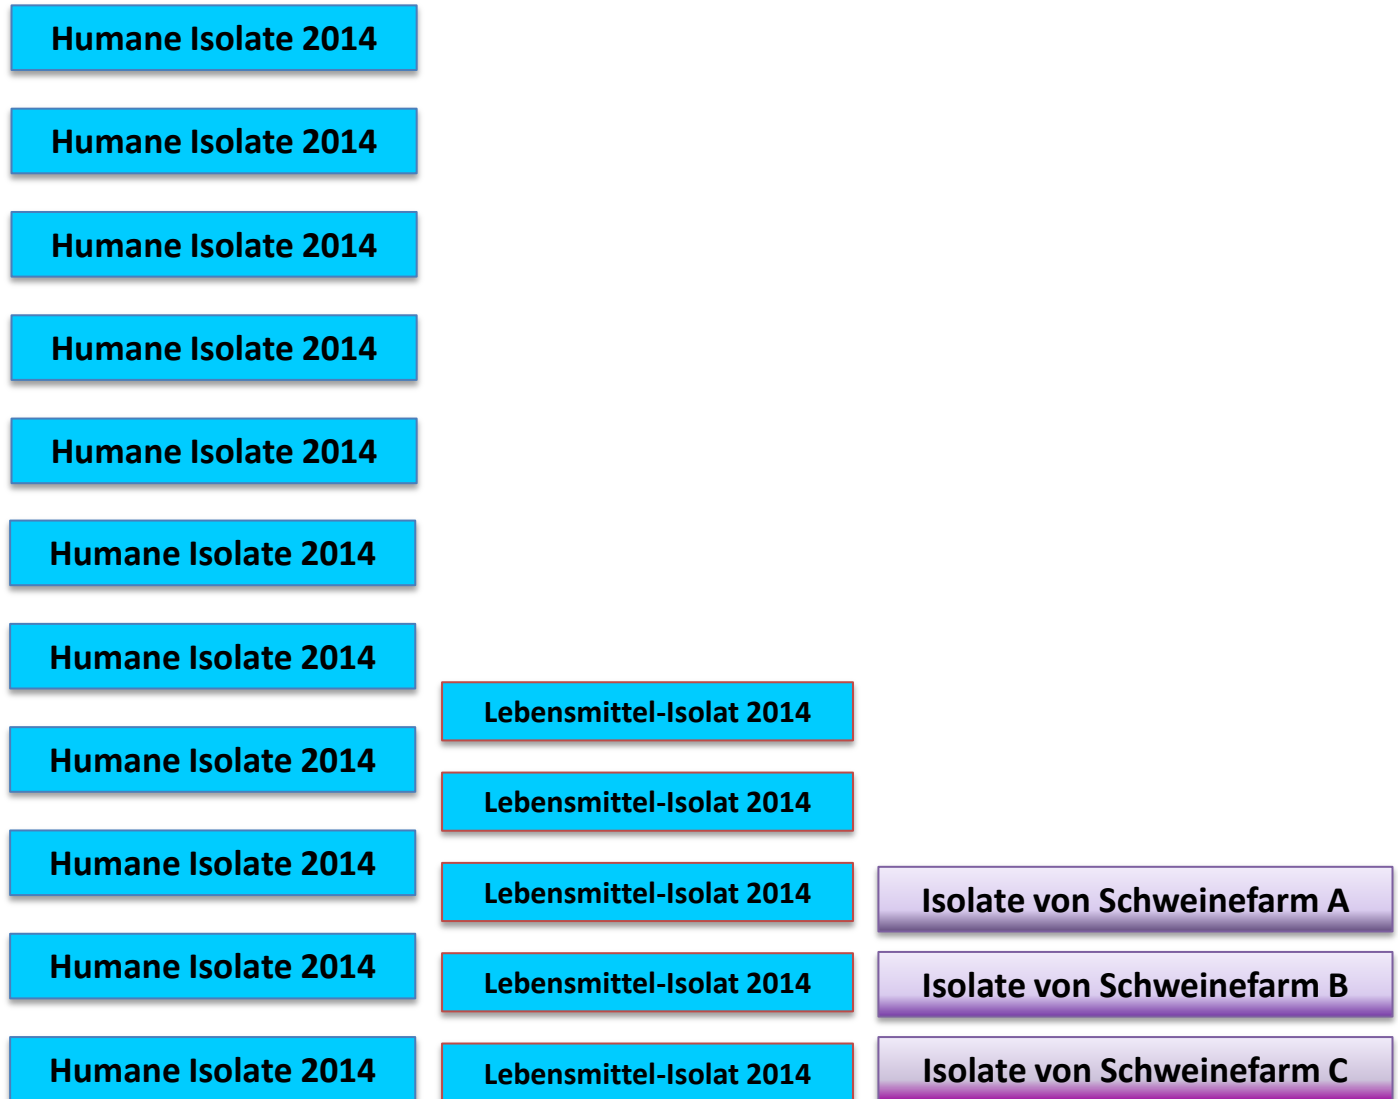 Humane Isolate 2014
Humane Isolate 2014
Humane Isolate 2014
Humane Isolate 2014
Humane Isolate 2014
Humane Isolate 2014
Humane Isolate 2014
Humane Isolate 2014
Humane Isolate 2014
Humane Isolate 2014
Humane Isolate 2014
Lebensmittel-Isolat 2014
Lebensmittel-Isolat 2014
Lebensmittel-Isolat 2014
Lebensmittel-Isolat 2014
Lebensmittel-Isolat 2014
Isolate von Schweinefarm A
Isolate von Schweinefarm B
Isolate von Schweinefarm C